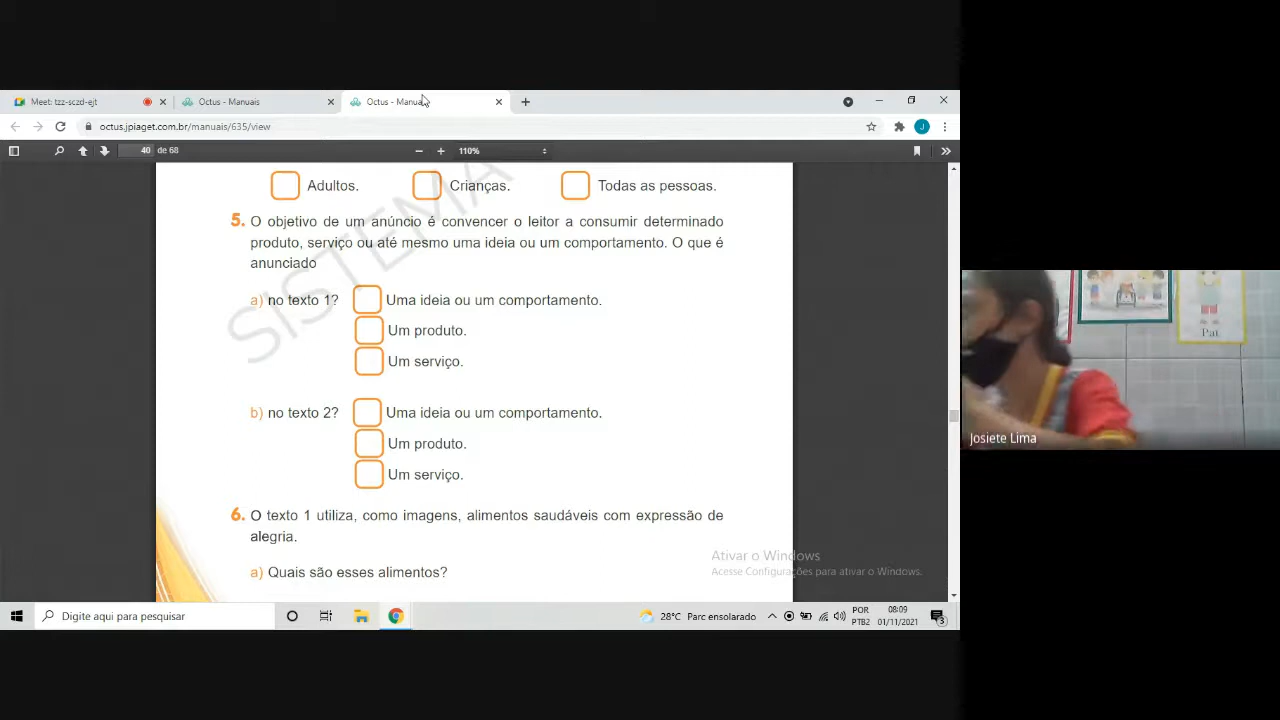 Meet: tzz-sczd-ejt
Octus - Manuais
Octus - Manuais
octus.jpiaget.com.br/manuais/635/view
40 de 68
110%
Adultos. Crianças. Todas as pessoas.
5. O objetivo de um anúncio é convencer o leitor a consumir determinado
produto, serviço ou até mesmo uma ideia ou um comportamento. O que é
anunciado
a) no texto 1? Uma ideia ou um comportamento.
Um produto.
Um serviço.
b) no texto 2? Uma ideia ou um comportamento.
Um produto.
Um serviço.
6. O texto 1 utiliza, como imagens, alimentos saudáveis com expressão de
alegria.
a) Quais são esses alimentos?
SISTEMA
Ativar o Windows
Acesse Configurações para ativar o Windows.
Digite aqui para pesquisar
28°C Parc ensolarado
POR
PTB2
08:09
01/11/2021
3
J
Pat
Josiete Lima